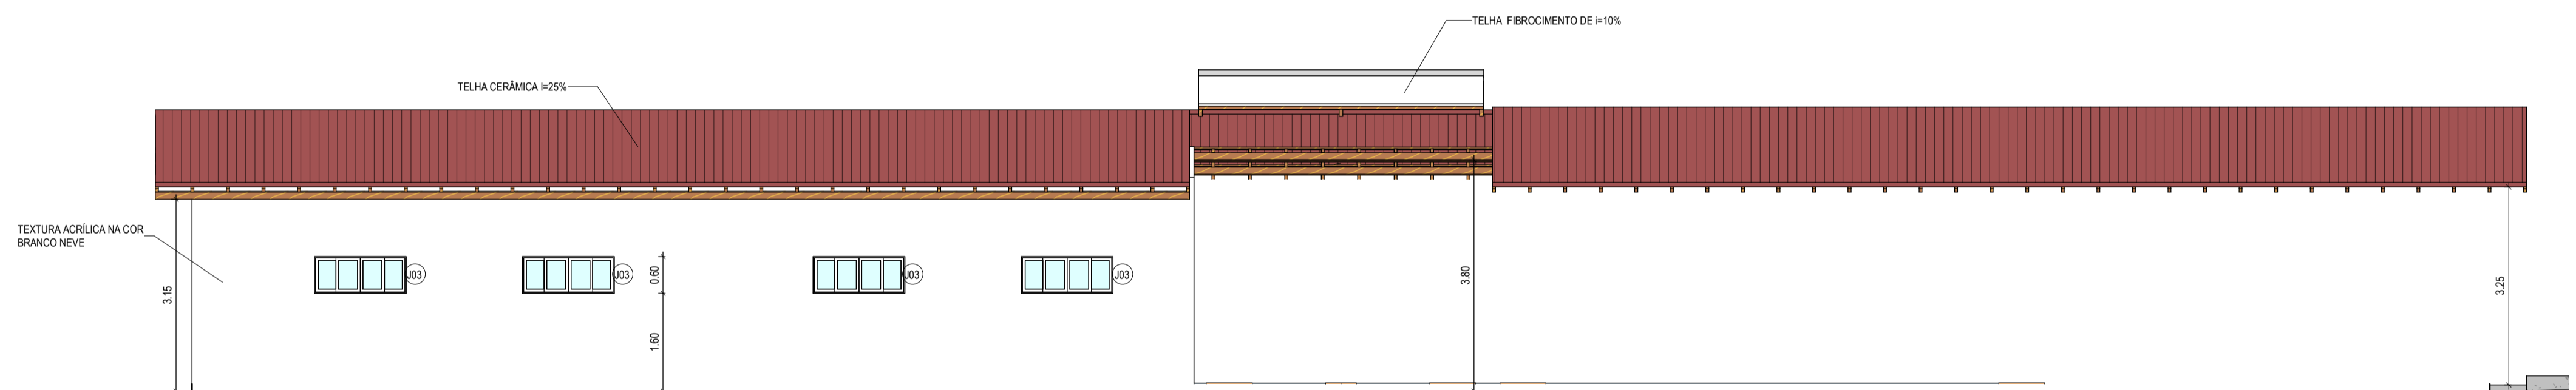 TELHA FIBROCIMENTO DE i=10%
TELHA CERÂMICA I=25%
TEXTURA ACRÍLICA NA COR
BRANCO NEVE
3.15
J03
J03
0.60
1.60
J03
J03
3.80
3.25